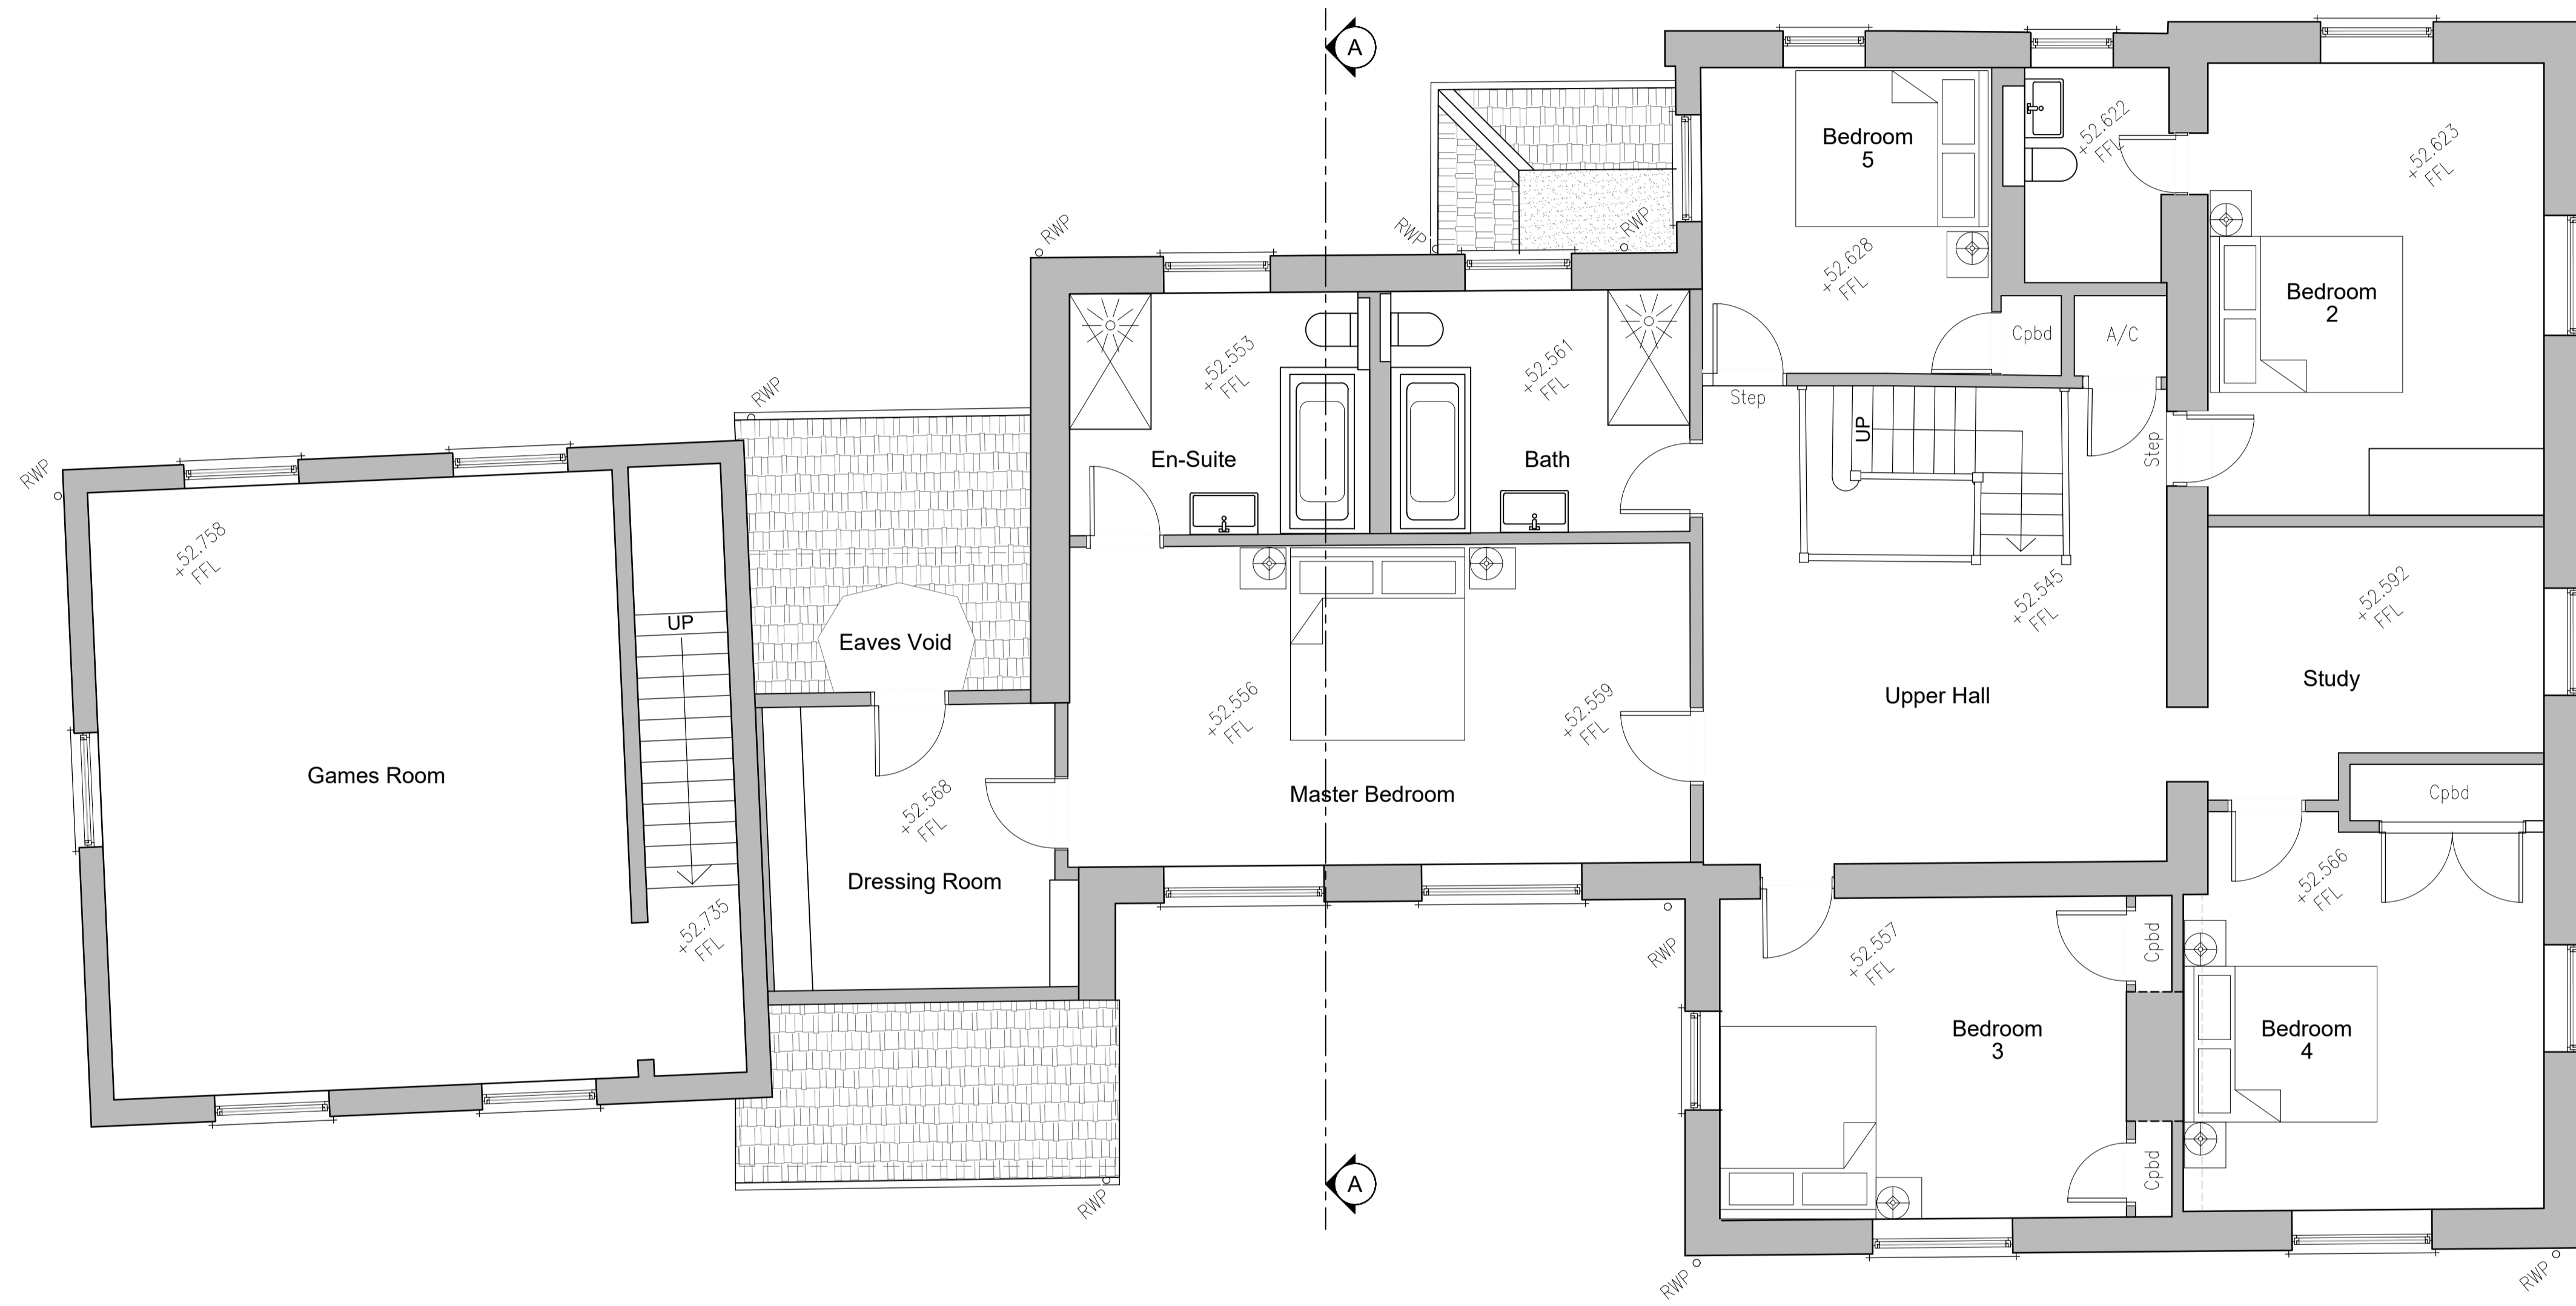 A
RWP
RWP
RWP
Bedroom
5
+52.628
FFL
+52.622
FFL
+52.623
FFL
Bedroom
2
Cpbd
A/C
Step
Step
UP
+52.553
FFL
+52.561
FFL
En-Suite
Bath
RWP
RWP
+52.758
FFL
UP
Games Room
+52.735
FFL
Eaves Void
+52.568
FFL
Dressing Room
+52.556
FFL
+52.559
FFL
Master Bedroom
+52.545
FFL
Upper Hall
+52.592
FFL
Study
Cpbd
+52.566
FFL
RWP
+52.557
FFL
Cpbd
Bedroom
3
Bedroom
4
Cpbd
A
RWP
RWP
RWP